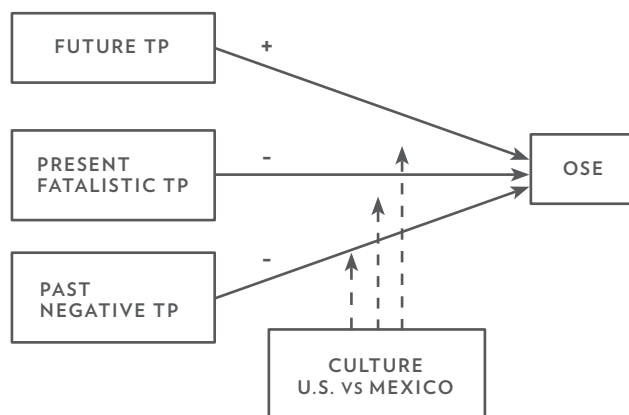 FUTURE TP
+
PRESENT
FATALISTIC TP
-
OSE
PAST
NEGATIVE TP
-
CULTURE
U.S. VS MEXICO